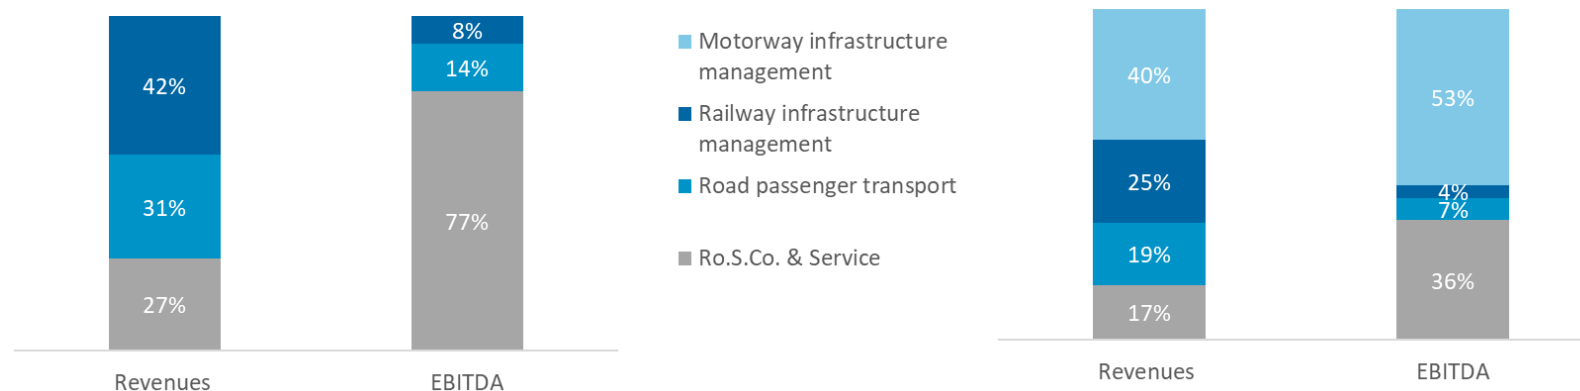 42%
31%
27%
Revenues
8%
14%
77%
EBITDA
Motorway infrastructure
management
Railway infrastructure
management
Road passenger transport
Ro.S.Co. & Service
40%
25%
19%
17%
Revenues
53%
4%
7%
36%
EBITDA